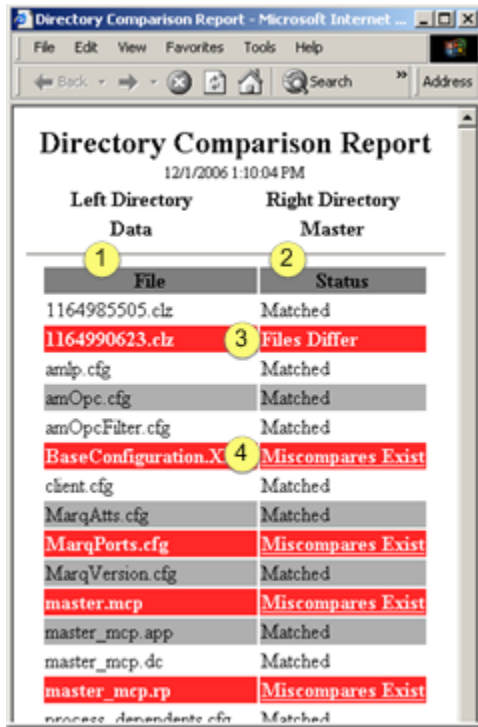 Directory Comparison Report - Microsoft Internet ...
File Edit View Favorites Tools Help
Back Search » Address
Directory Comparison Report
12/1/2006 1:10:04 PM
Left Directory Right Directory
Data Master
1 2
File Status
1164985505.clz Matched
1164990623.clz 3 Files Differ
amlp.cfg Matched
amOpc.cfg Matched
amOpcFilter.cfg Matched
BaseConfiguration.X 4 Miscompares Exist
client.cfg Matched
MarqAtts.cfg Matched
MarqPorts.cfg Miscompares Exist
MarqVersion.cfg Matched
master.mcp Miscompares Exist
master_mcp.app Matched
master_mcp.dc Matched
master_mcp.rp Miscompares Exist
process_dependents.cfg Matched